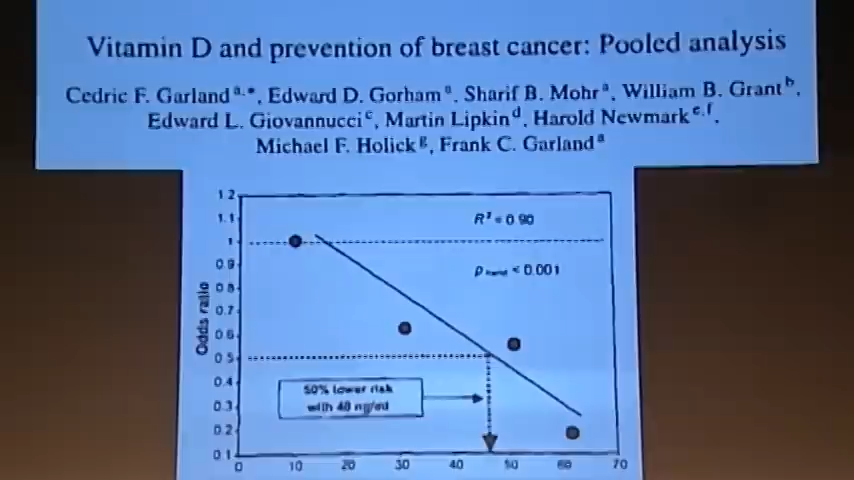 Vitamin D and prevention of breast cancer: Pooled analysis
Cedric F. Garland a,*, Edward D. Gorham a, Sharif B. Mohr a, William B. Grant b,
Edward L. Giovannucci c, Martin Lipkin d, Harold Newmark e,f,
Michael F. Holick g, Frank C. Garland a
1.2
1.1
1
0.9
0.8
0.7
0.6
0.5
0.4
0.3
0.2
0.1
Odds ratio
R² = 0.90
p trend < 0.001
50% lower risk
with 48
0 10 20 30 40 50 60 70